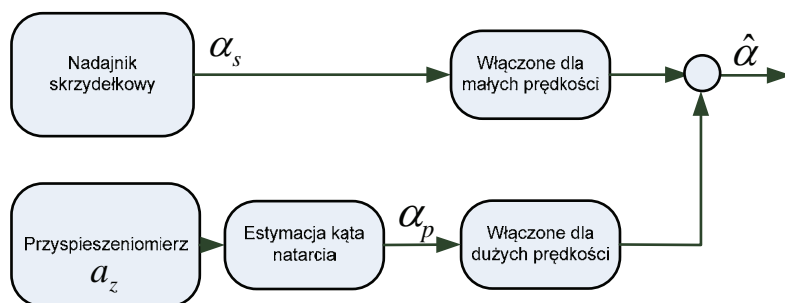 Nadajnik
skrzydełkowy
αs
Włączone dla
małych prędkości
α̂
Przyspieszeniomierz
az
Estymacja kąta
natarcia
αp
Włączone dla
dużych prędkości